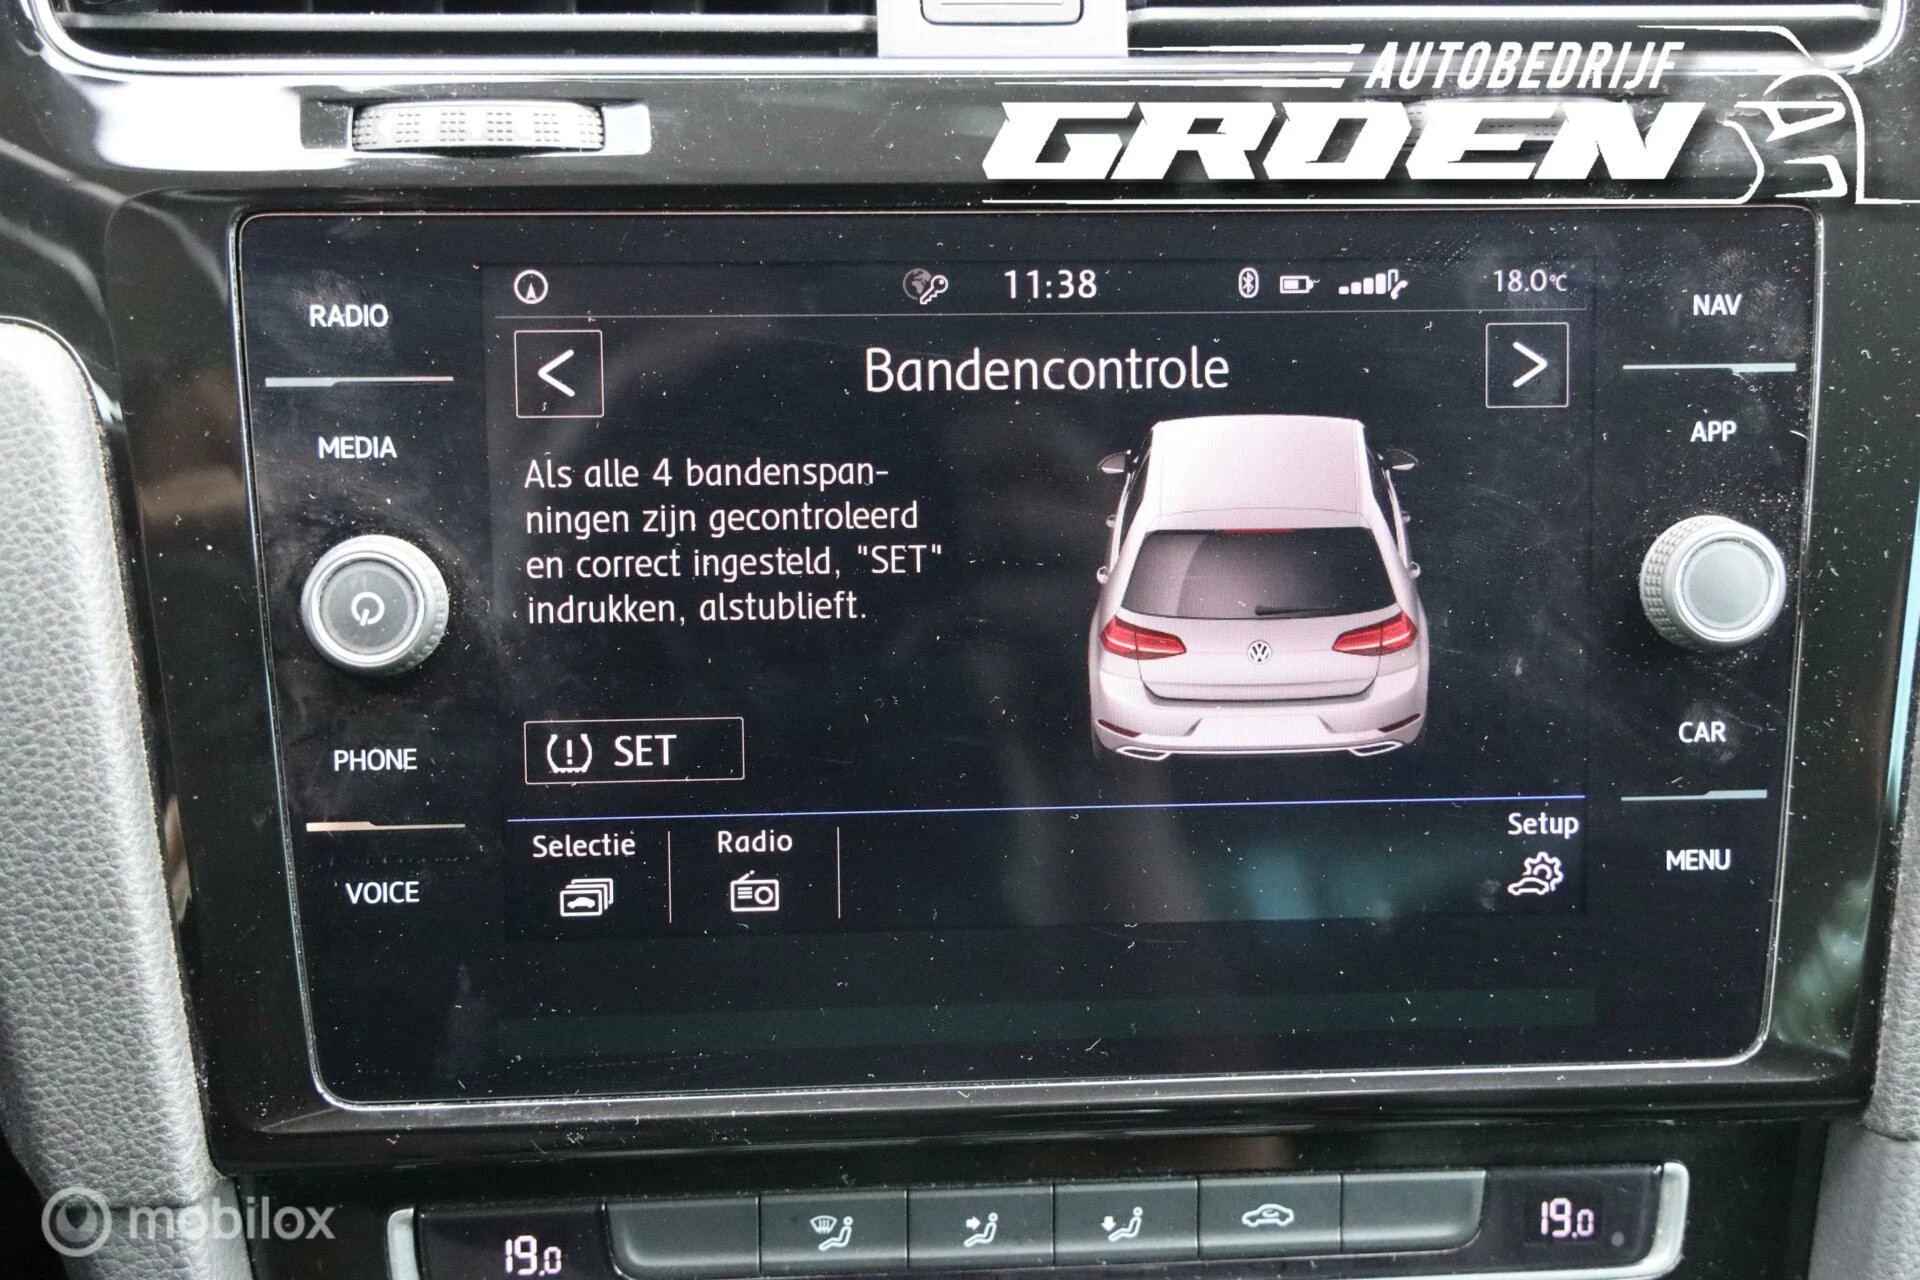 AUTOBEDRIJF
GROEN
RADIO
MEDIA
PHONE
VOICE
11:38
18.0°C
Bandencontrole
Als alle 4 bandenspan-
ningen zijn gecontroleerd
en correct ingesteld, "SET"
indrukken, alstublieft.
SET
Selectie
Radio
Setup
NAV
APP
CAR
MENU
19.0
19.0
mobilox